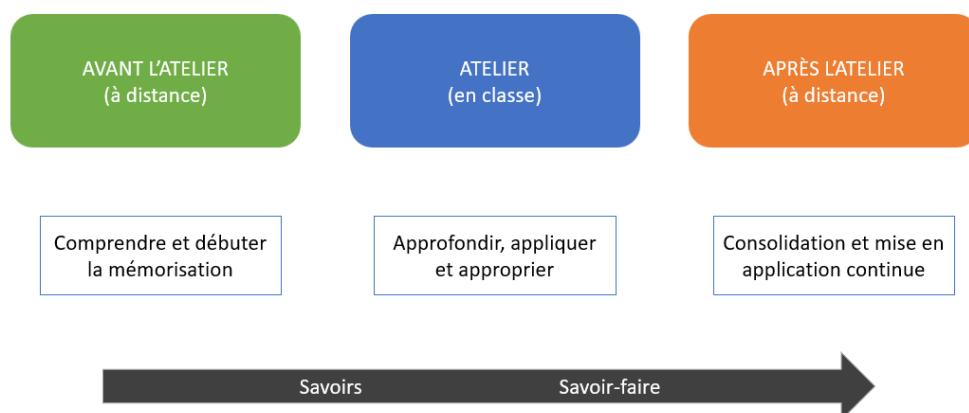 AVANT L'ATELIER
(à distance)
ATELIER
(en classe)
APRÈS L'ATELIER
(à distance)
Comprendre et débuter
la mémorisation
Approfondir, appliquer
et approprier
Consolidation et mise en
application continue
Savoirs
Savoir-faire